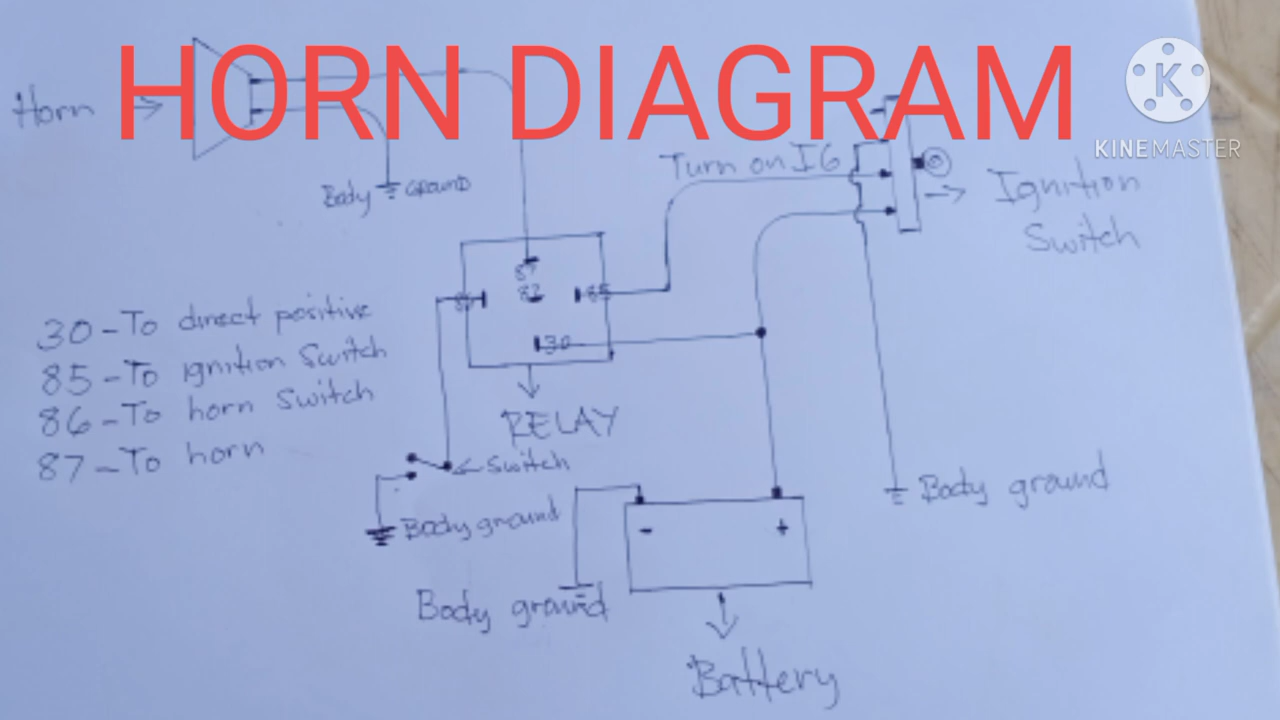 HORN DIAGRAM
K
KINEMASTER
Horn
Turn on IG
Body Ground
Ignition
Switch
87
86
85
30
30-To direct positive
85-To ignition Switch
86-To horn Switch
87-To horn
RELAY
Switch
Body ground
Body ground
- +
Body ground
Battery